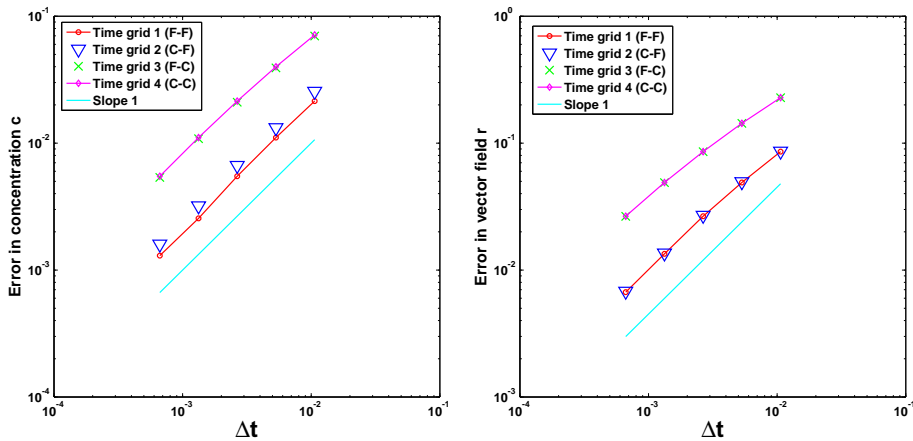 10^-1
10^-2
10^-3
10^-4
Error in concentration c
Time grid 1 (F-F)
Time grid 2 (C-F)
Time grid 3 (F-C)
Time grid 4 (C-C)
Slope 1
10^-4
10^-3
10^-2
10^-1
Δt
10^0
10^-1
10^-2
10^-3
Error in vector field r
Time grid 1 (F-F)
Time grid 2 (C-F)
Time grid 3 (F-C)
Time grid 4 (C-C)
Slope 1
10^-4
10^-3
10^-2
10^-1
Δt